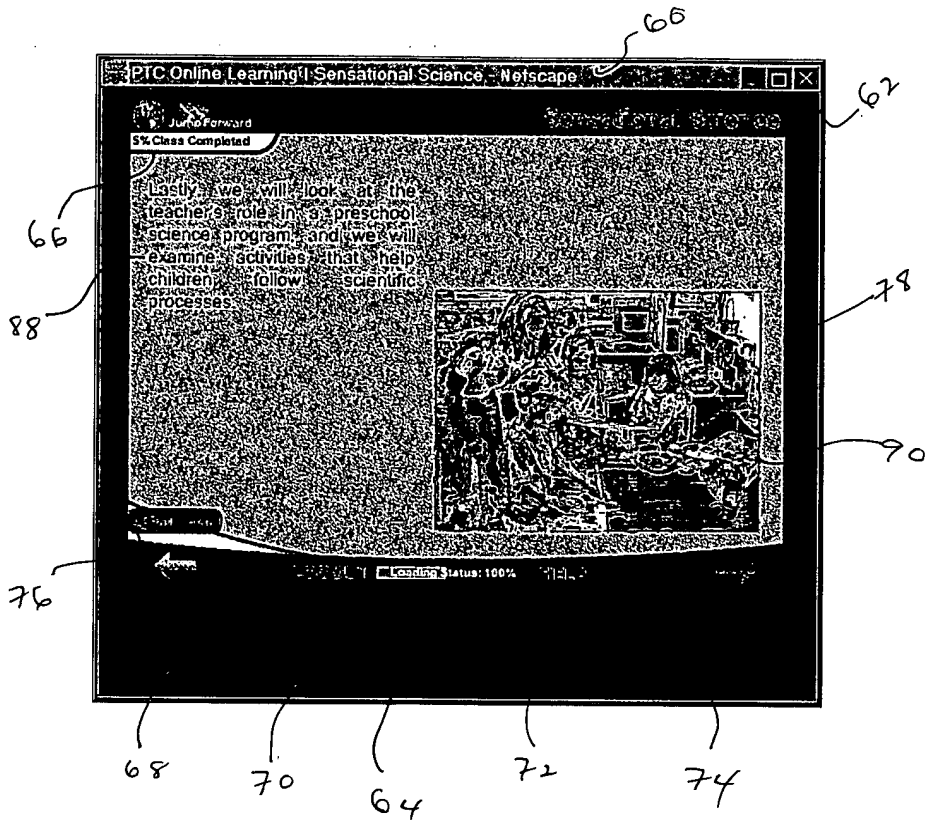 60
PTC Online Learning | Sensational Science - Netscape
62
Jump Forward
Sensational Science
5% Class Completed
66
Lastly, we will look at the
teacher's role in a preschool
science program, and we will
examine activities that help
children follow scientific
processes
88
78
90
76
Loading Status: 100%
HELP
68
70
64
72
74